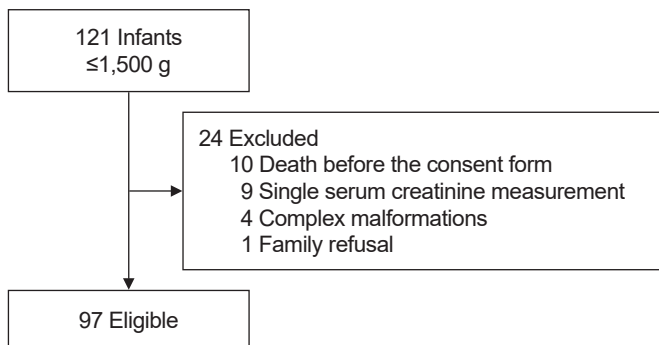 121 Infants
≤1,500 g
24 Excluded
10 Death before the consent form
9 Single serum creatinine measurement
4 Complex malformations
1 Family refusal
97 Eligible